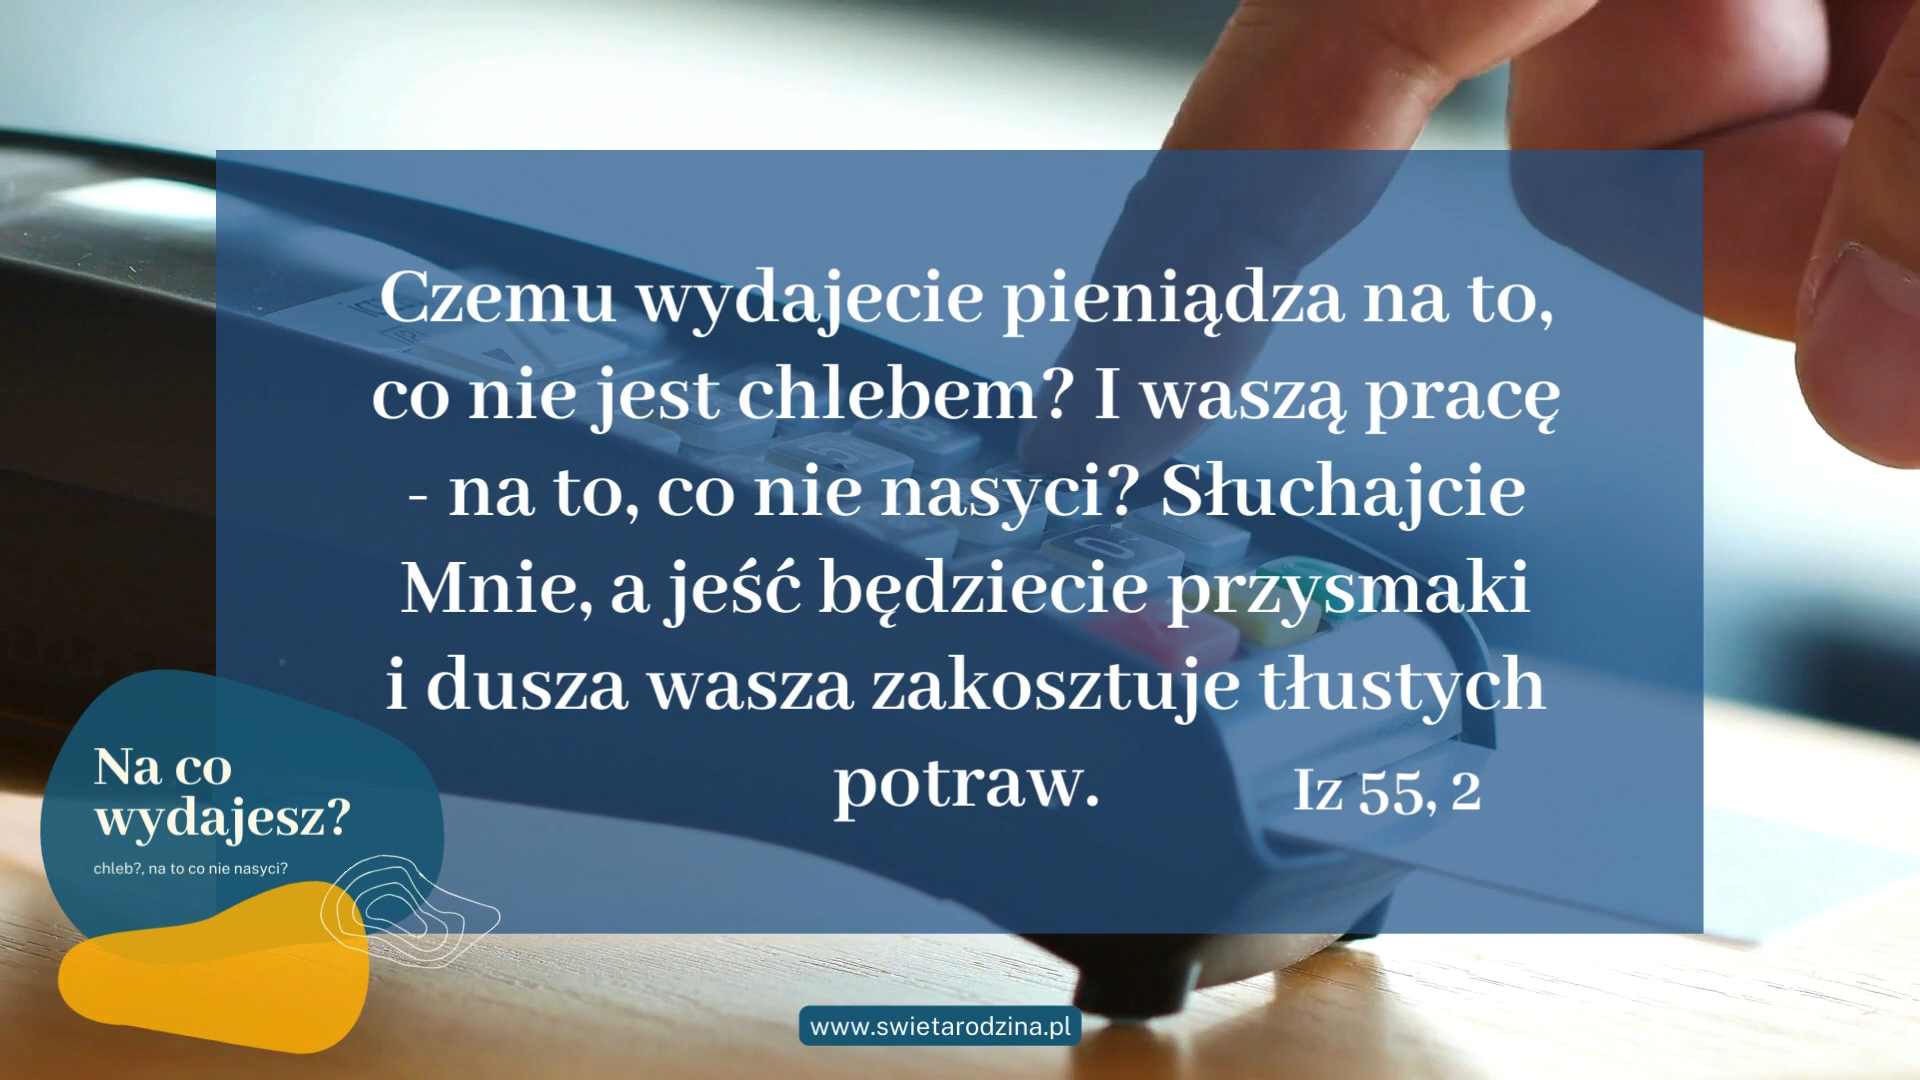 Czemu wydajecie pieniądza na to,
co nie jest chlebem? I waszą pracę
- na to, co nie nasyci? Słuchajcie
Mnie, a jeść będziecie przysmaki
i dusza wasza zakosztuje tłustych
potraw.
Iz 55, 2
Na co
wydajesz?
chleb?, na to co nie nasyci?
www.swietarodzina.pl